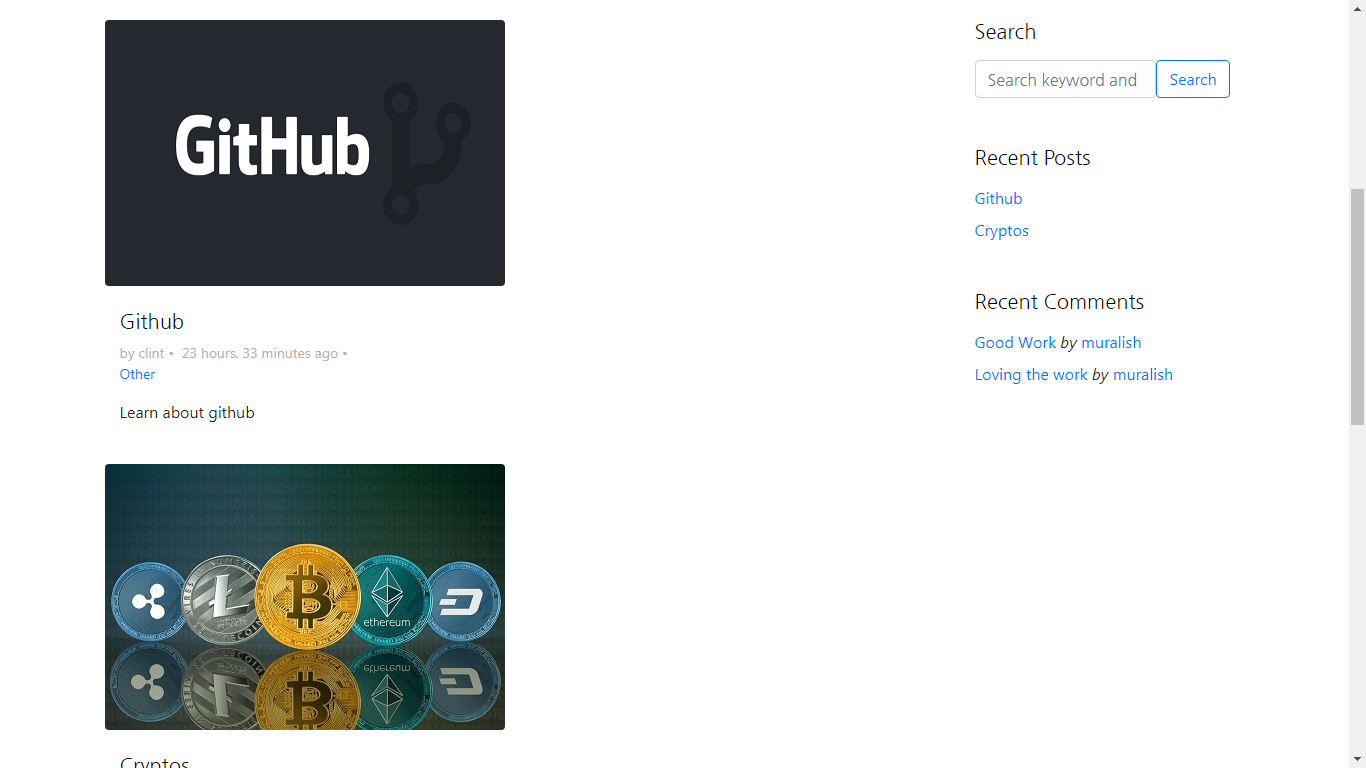 GitHub
Github
by clint • 23 hours, 33 minutes ago •
Other
Learn about github
ethereum
Cryptos
Search
Search keyword and
Search
Recent Posts
Github
Cryptos
Recent Comments
Good Work by muralish
Loving the work by muralish